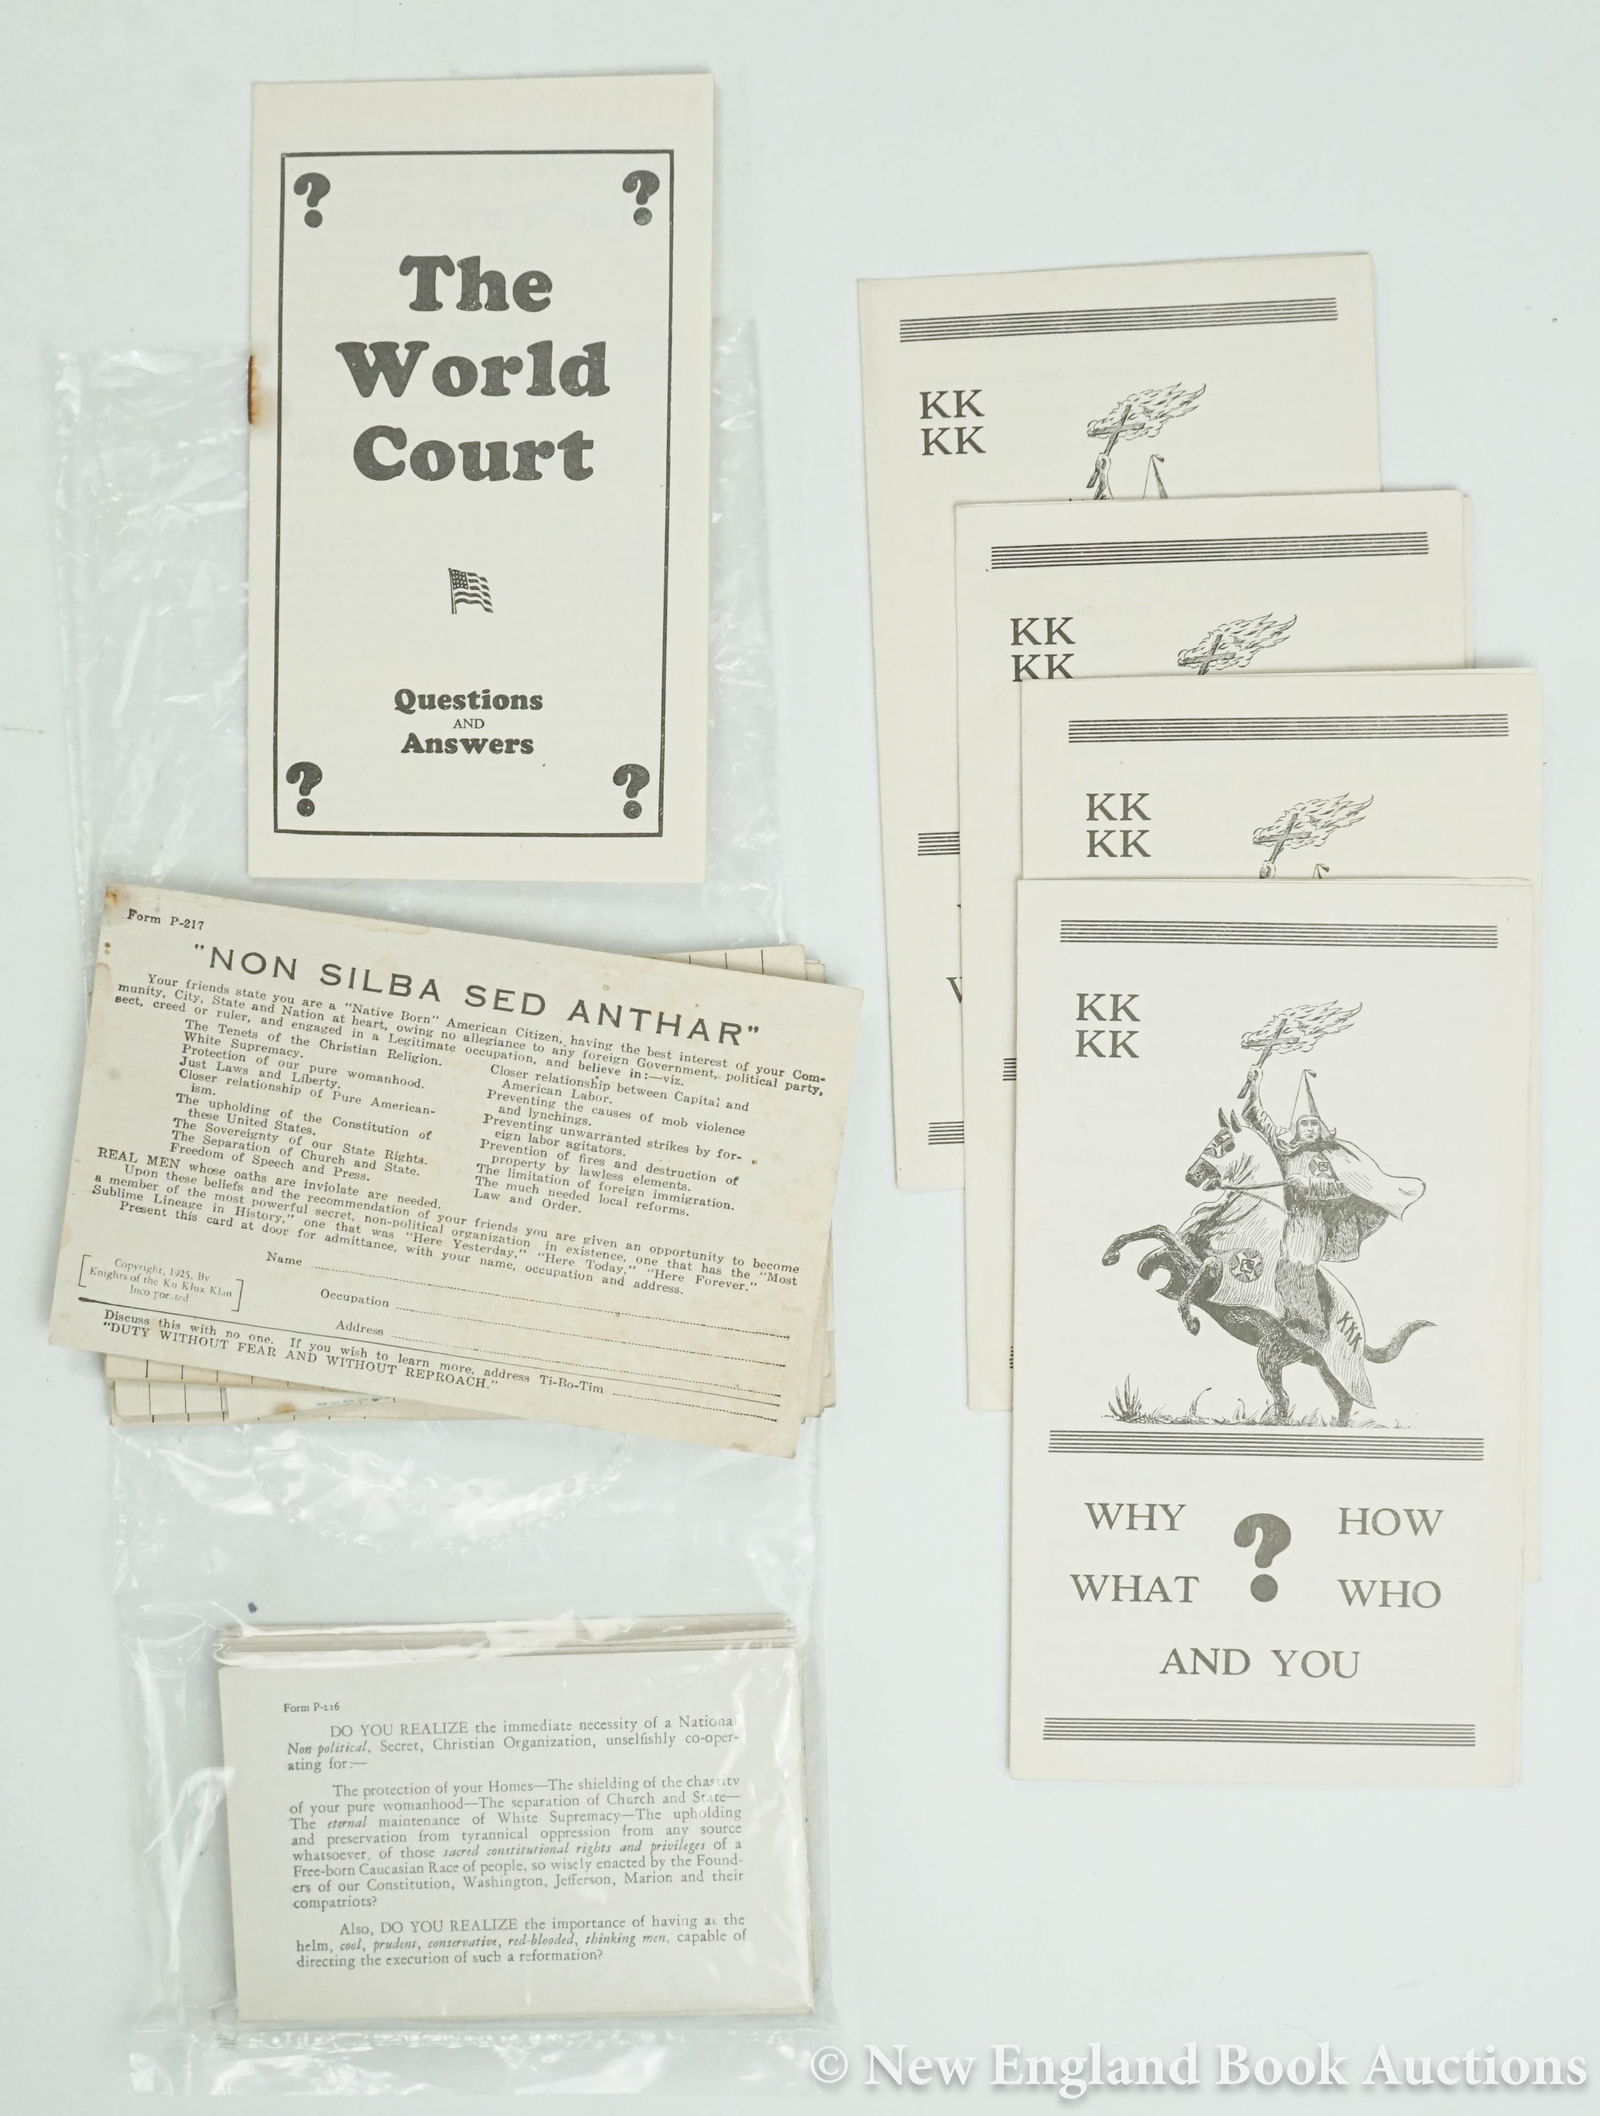 ?
?
The
World
Court
Questions
AND
Answers
?
?
KK
KK
KK
KK
KK
KK
KK
KK
WHY
?
HOW
WHAT
WHO
AND YOU
Form P-217
"NON SILBA SED ANTHAR"
Your friends state you are a "Native Born" American Citizen, having the best interest of your Com-
munity, City, State and Nation at heart, owing no allegiance to any foreign Government, political party,
sect, creed or ruler, and engaged in a Legitimate occupation, and believe in:—viz.
The Tenets of the Christian Religion.
White Supremacy.
Protection of our pure womanhood.
Just Laws and Liberty.
Closer relationship of Pure American-
ism.
The upholding of the Constitution of
these United States.
The Sovereignty of our State Rights.
The Separation of Church and State.
Freedom of Speech and Press.
Closer relationship between Capital and
American Labor.
Preventing the causes of mob violence
and lynchings.
Preventing unwarranted strikes by for-
eign labor agitators.
Prevention of fires and destruction of
property by lawless elements.
The limitation of foreign immigration.
The much needed local reforms.
Law and Order.
REAL MEN whose oaths are inviolate are needed.
Upon these beliefs and the recommendation of your friends you are given an opportunity to become
a member of the most powerful secret, non-political organization in existence, one that has the "Most
Sublime Lineage in History," one that was "Here Yesterday," "Here Today," "Here Forever."
Present this card at door for admittance, with your name, occupation and address.
Name
Occupation
Address
Copyright, 1925, By
Knights of the Ku Klux Klan
Incorporated
Discuss this with no one. If you wish to learn more, address Ti-Bo-Tim
"DUTY WITHOUT FEAR AND WITHOUT REPROACH."
Form P-216
DO YOU REALIZE the immediate necessity of a National
Non political, Secret, Christian Organization, unselfishly co-oper-
ating for:—
The protection of your Homes—The shielding of the chastity
of your pure womanhood—The separation of Church and State—
The eternal maintenance of White Supremacy—The upholding
and preservation from tyrannical oppression from any source
whatsoever, of those sacred constitutional rights and privileges of a
Free-born Caucasian Race of people, so wisely enacted by the Found-
ers of our Constitution, Washington, Jefferson, Marion and their
compatriots?
Also, DO YOU REALIZE the importance of having at the
helm, cool, prudent, conservative, red-blooded, thinking men, capable of
directing the execution of such a reformation?
© New England Book Auctions